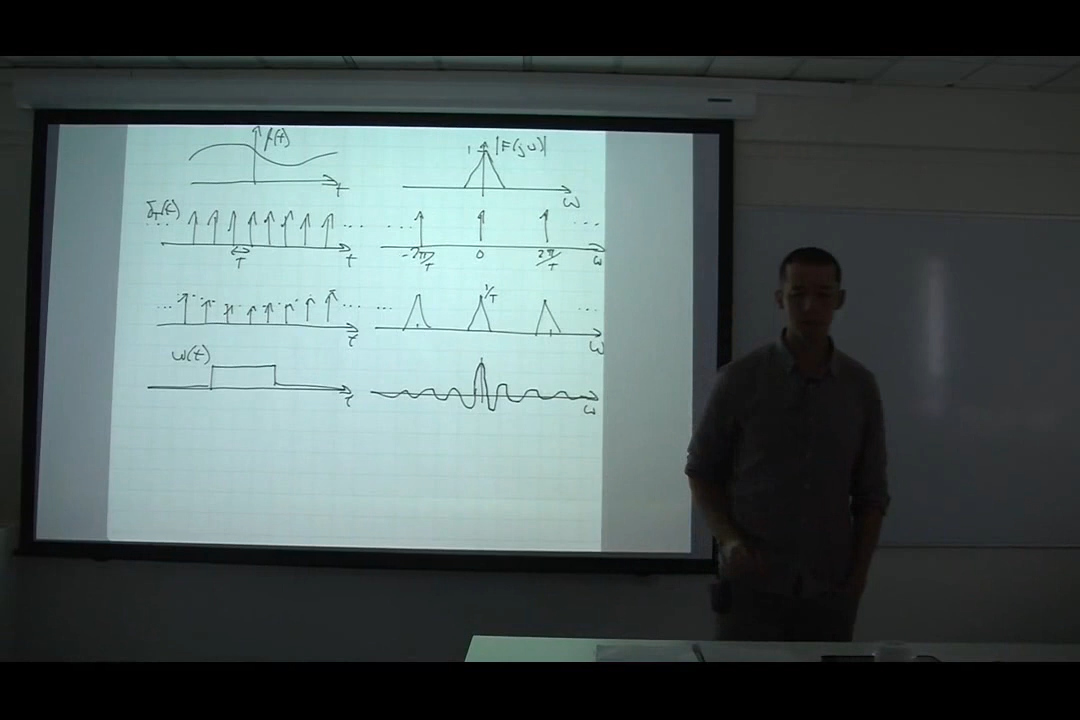 f(t)
t
1 |F(jω)|
ω
δT(t)
... ...
T
t
... ...
-2π/T 0 2π/T
ω
... ...
t
... 1/T ...
ω
w(t)
t
ω